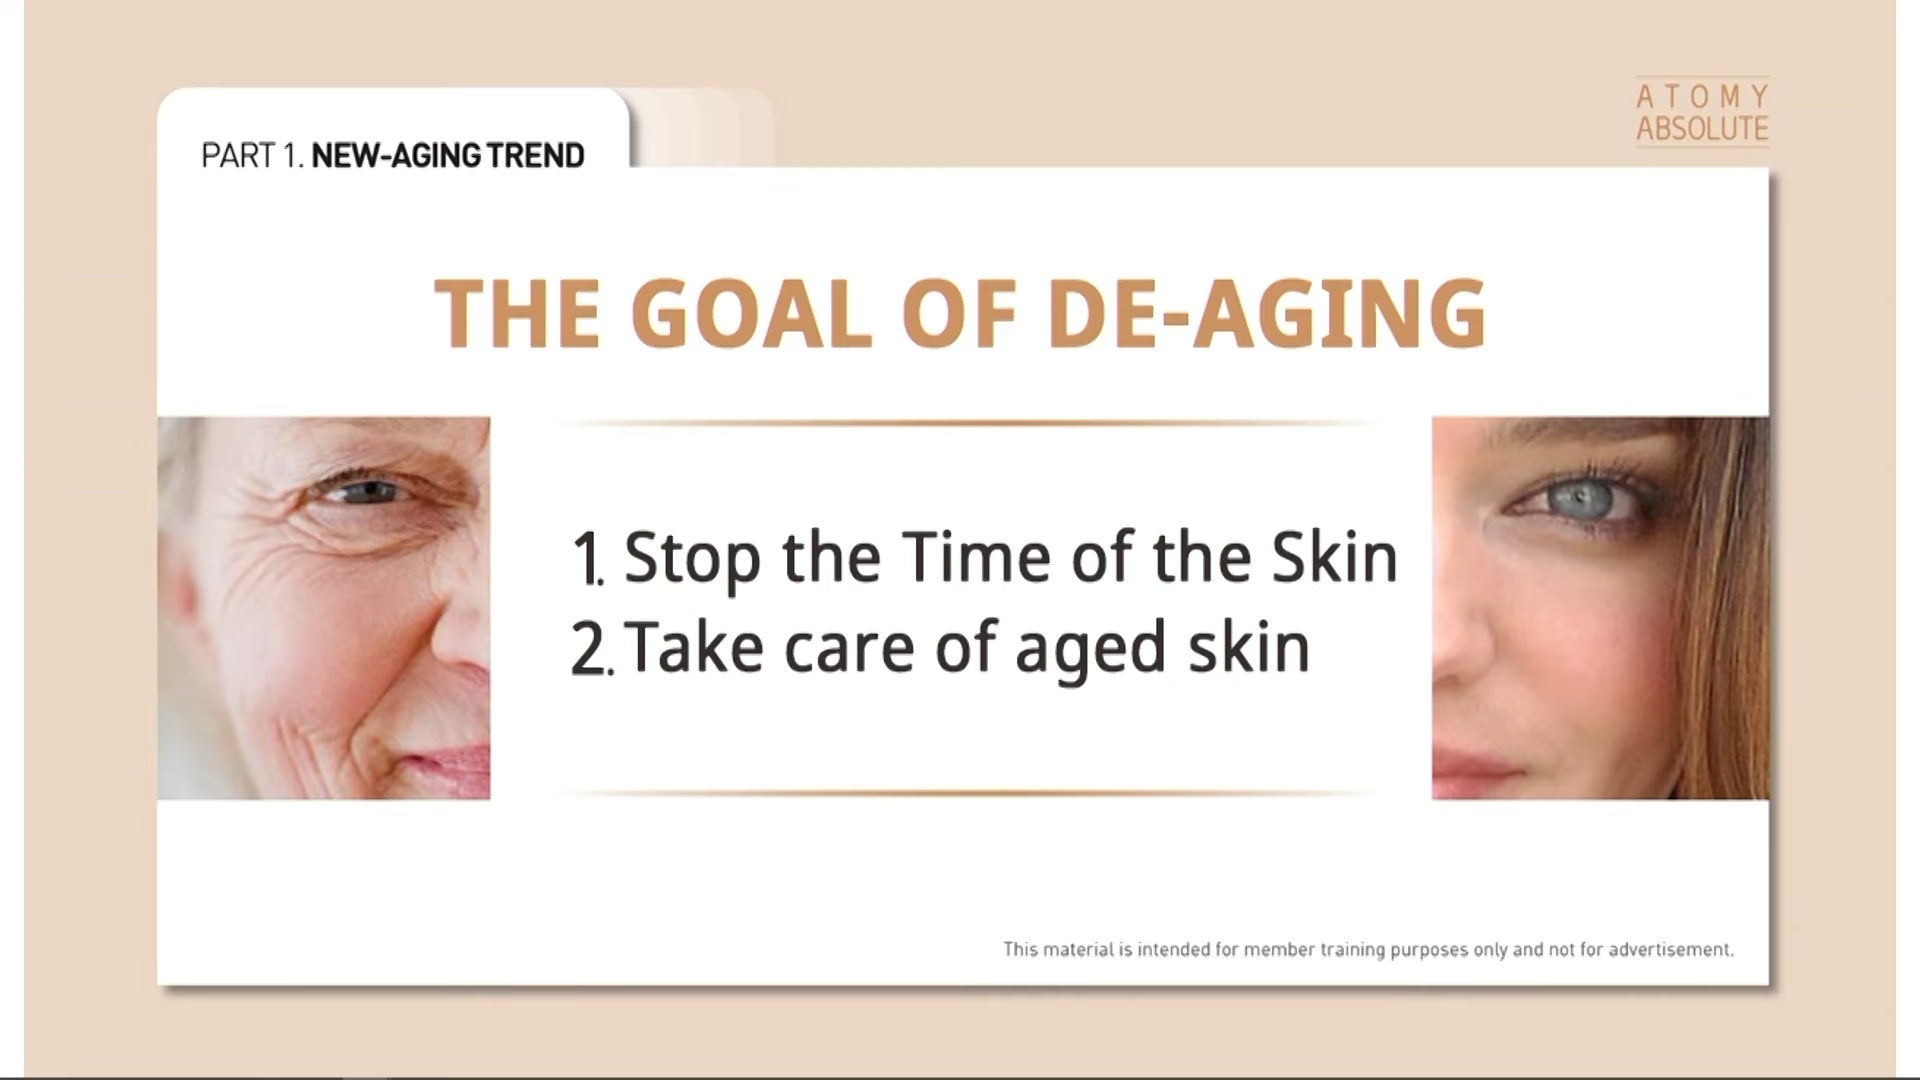 ATOMY
ABSOLUTE
PART 1. NEW-AGING TREND
THE GOAL OF DE-AGING
1. Stop the Time of the Skin
2. Take care of aged skin
This material is intended for member training purposes only and not for advertisement.